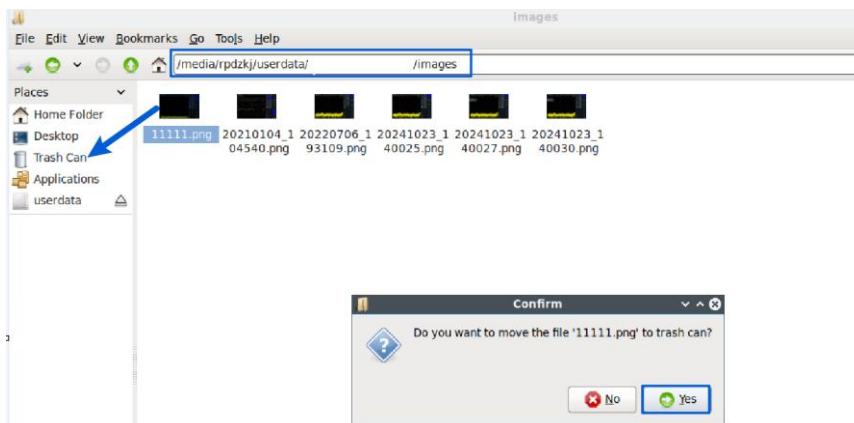 images
File Edit View Bookmarks Go Tools Help
/media/rpdzkj/userdata/ /images
Places
Home Folder
Desktop
Trash Can
Applications
userdata
11111.png
20210104_1
04540.png
20220706_1
93109.png
20241023_1
40025.png
20241023_1
40027.png
20241023_1
40030.png
Confirm
Do you want to move the file '11111.png' to trash can?
No
Yes